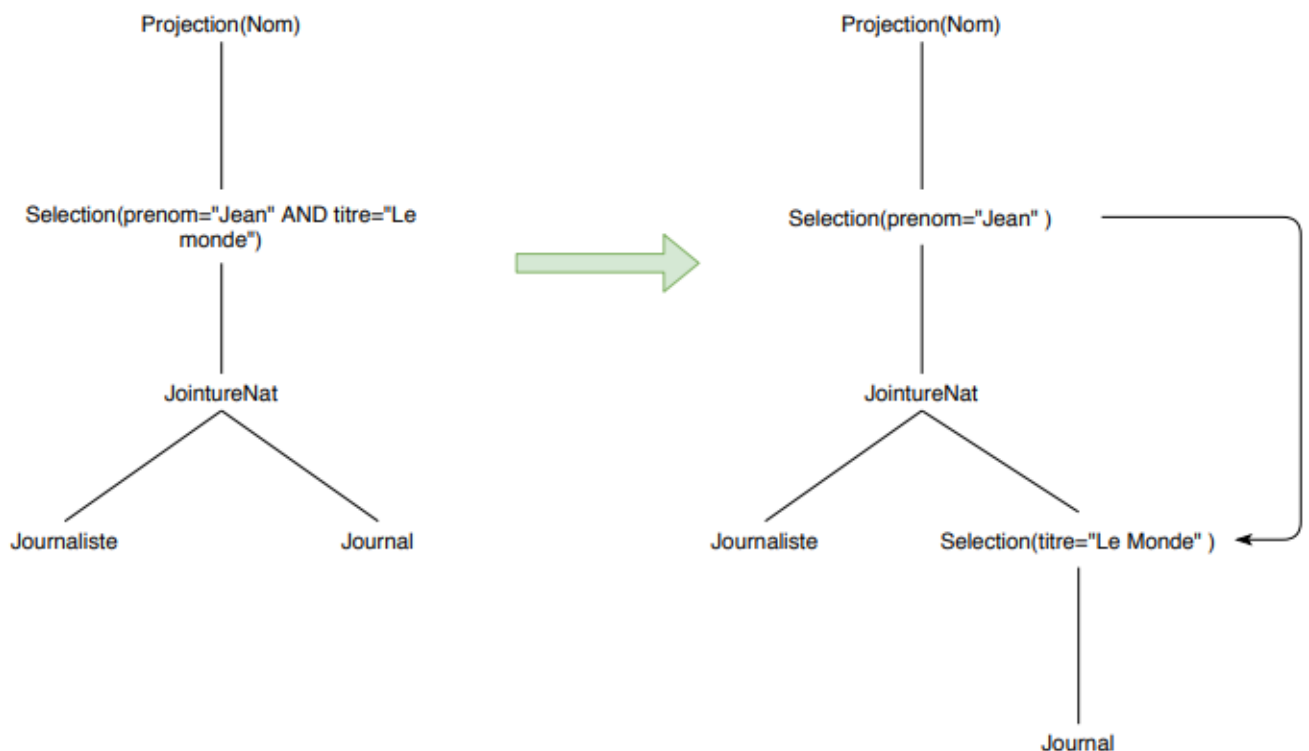 Projection(Nom)
Selection(prenom="Jean" AND titre="Le
monde")
JointureNat
Journaliste
Journal
Projection(Nom)
Selection(prenom="Jean" )
JointureNat
Journaliste
Selection(titre="Le Monde" )
Journal